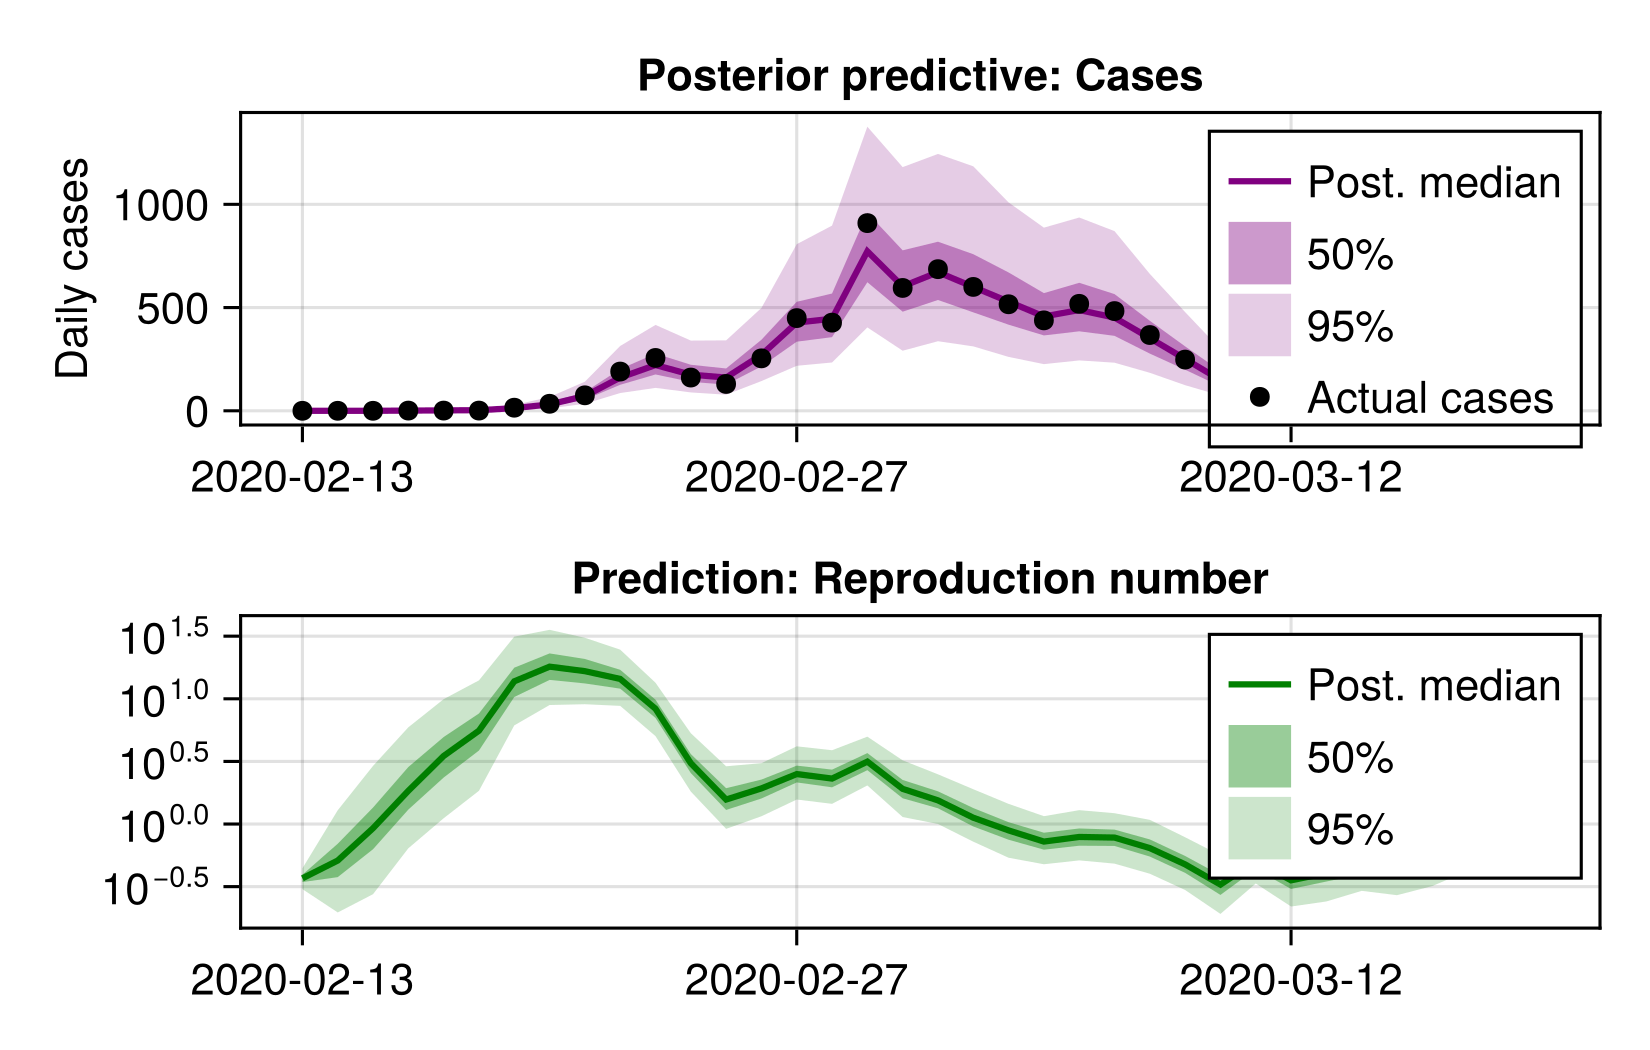 Posterior predictive: Cases
Daily cases
1000
500
0
Post. median
50%
95%
Actual cases
2020-02-13 2020-02-27 2020-03-12
Prediction: Reproduction number
10^1.5
10^1.0
10^0.5
10^0.0
10^−0.5
Post. median
50%
95%
2020-02-13 2020-02-27 2020-03-12